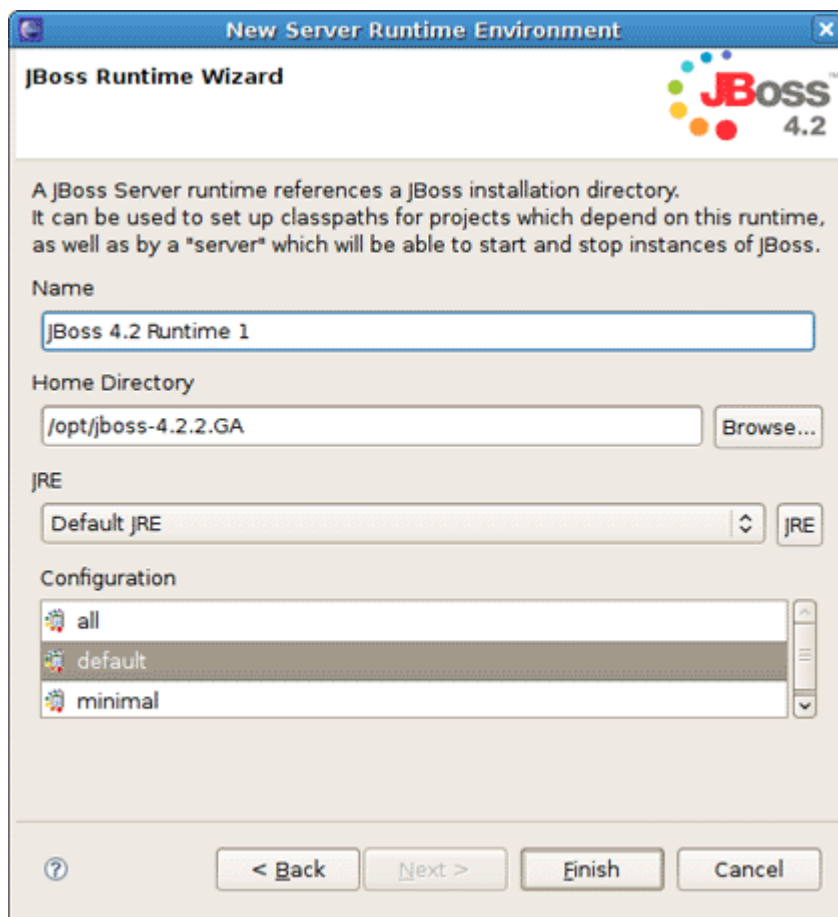 New Server Runtime Environment
JBoss Runtime Wizard
JBoss™
4.2
A JBoss Server runtime references a JBoss installation directory.
It can be used to set up classpaths for projects which depend on this runtime,
as well as by a "server" which will be able to start and stop instances of JBoss.
Name
JBoss 4.2 Runtime 1
Home Directory
/opt/jboss-4.2.2.GA
Browse...
JRE
Default JRE
JRE
Configuration
all
default
minimal
< Back
Next >
Finish
Cancel